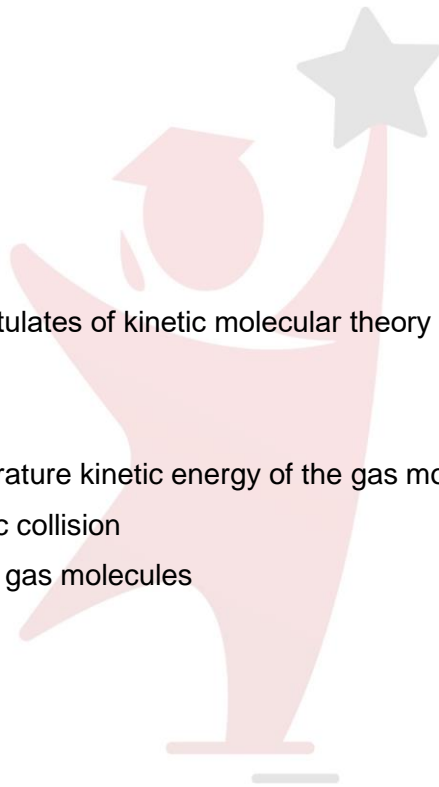 tulates of kinetic molecular theory
rature kinetic energy of the gas mo
c collision
gas molecules